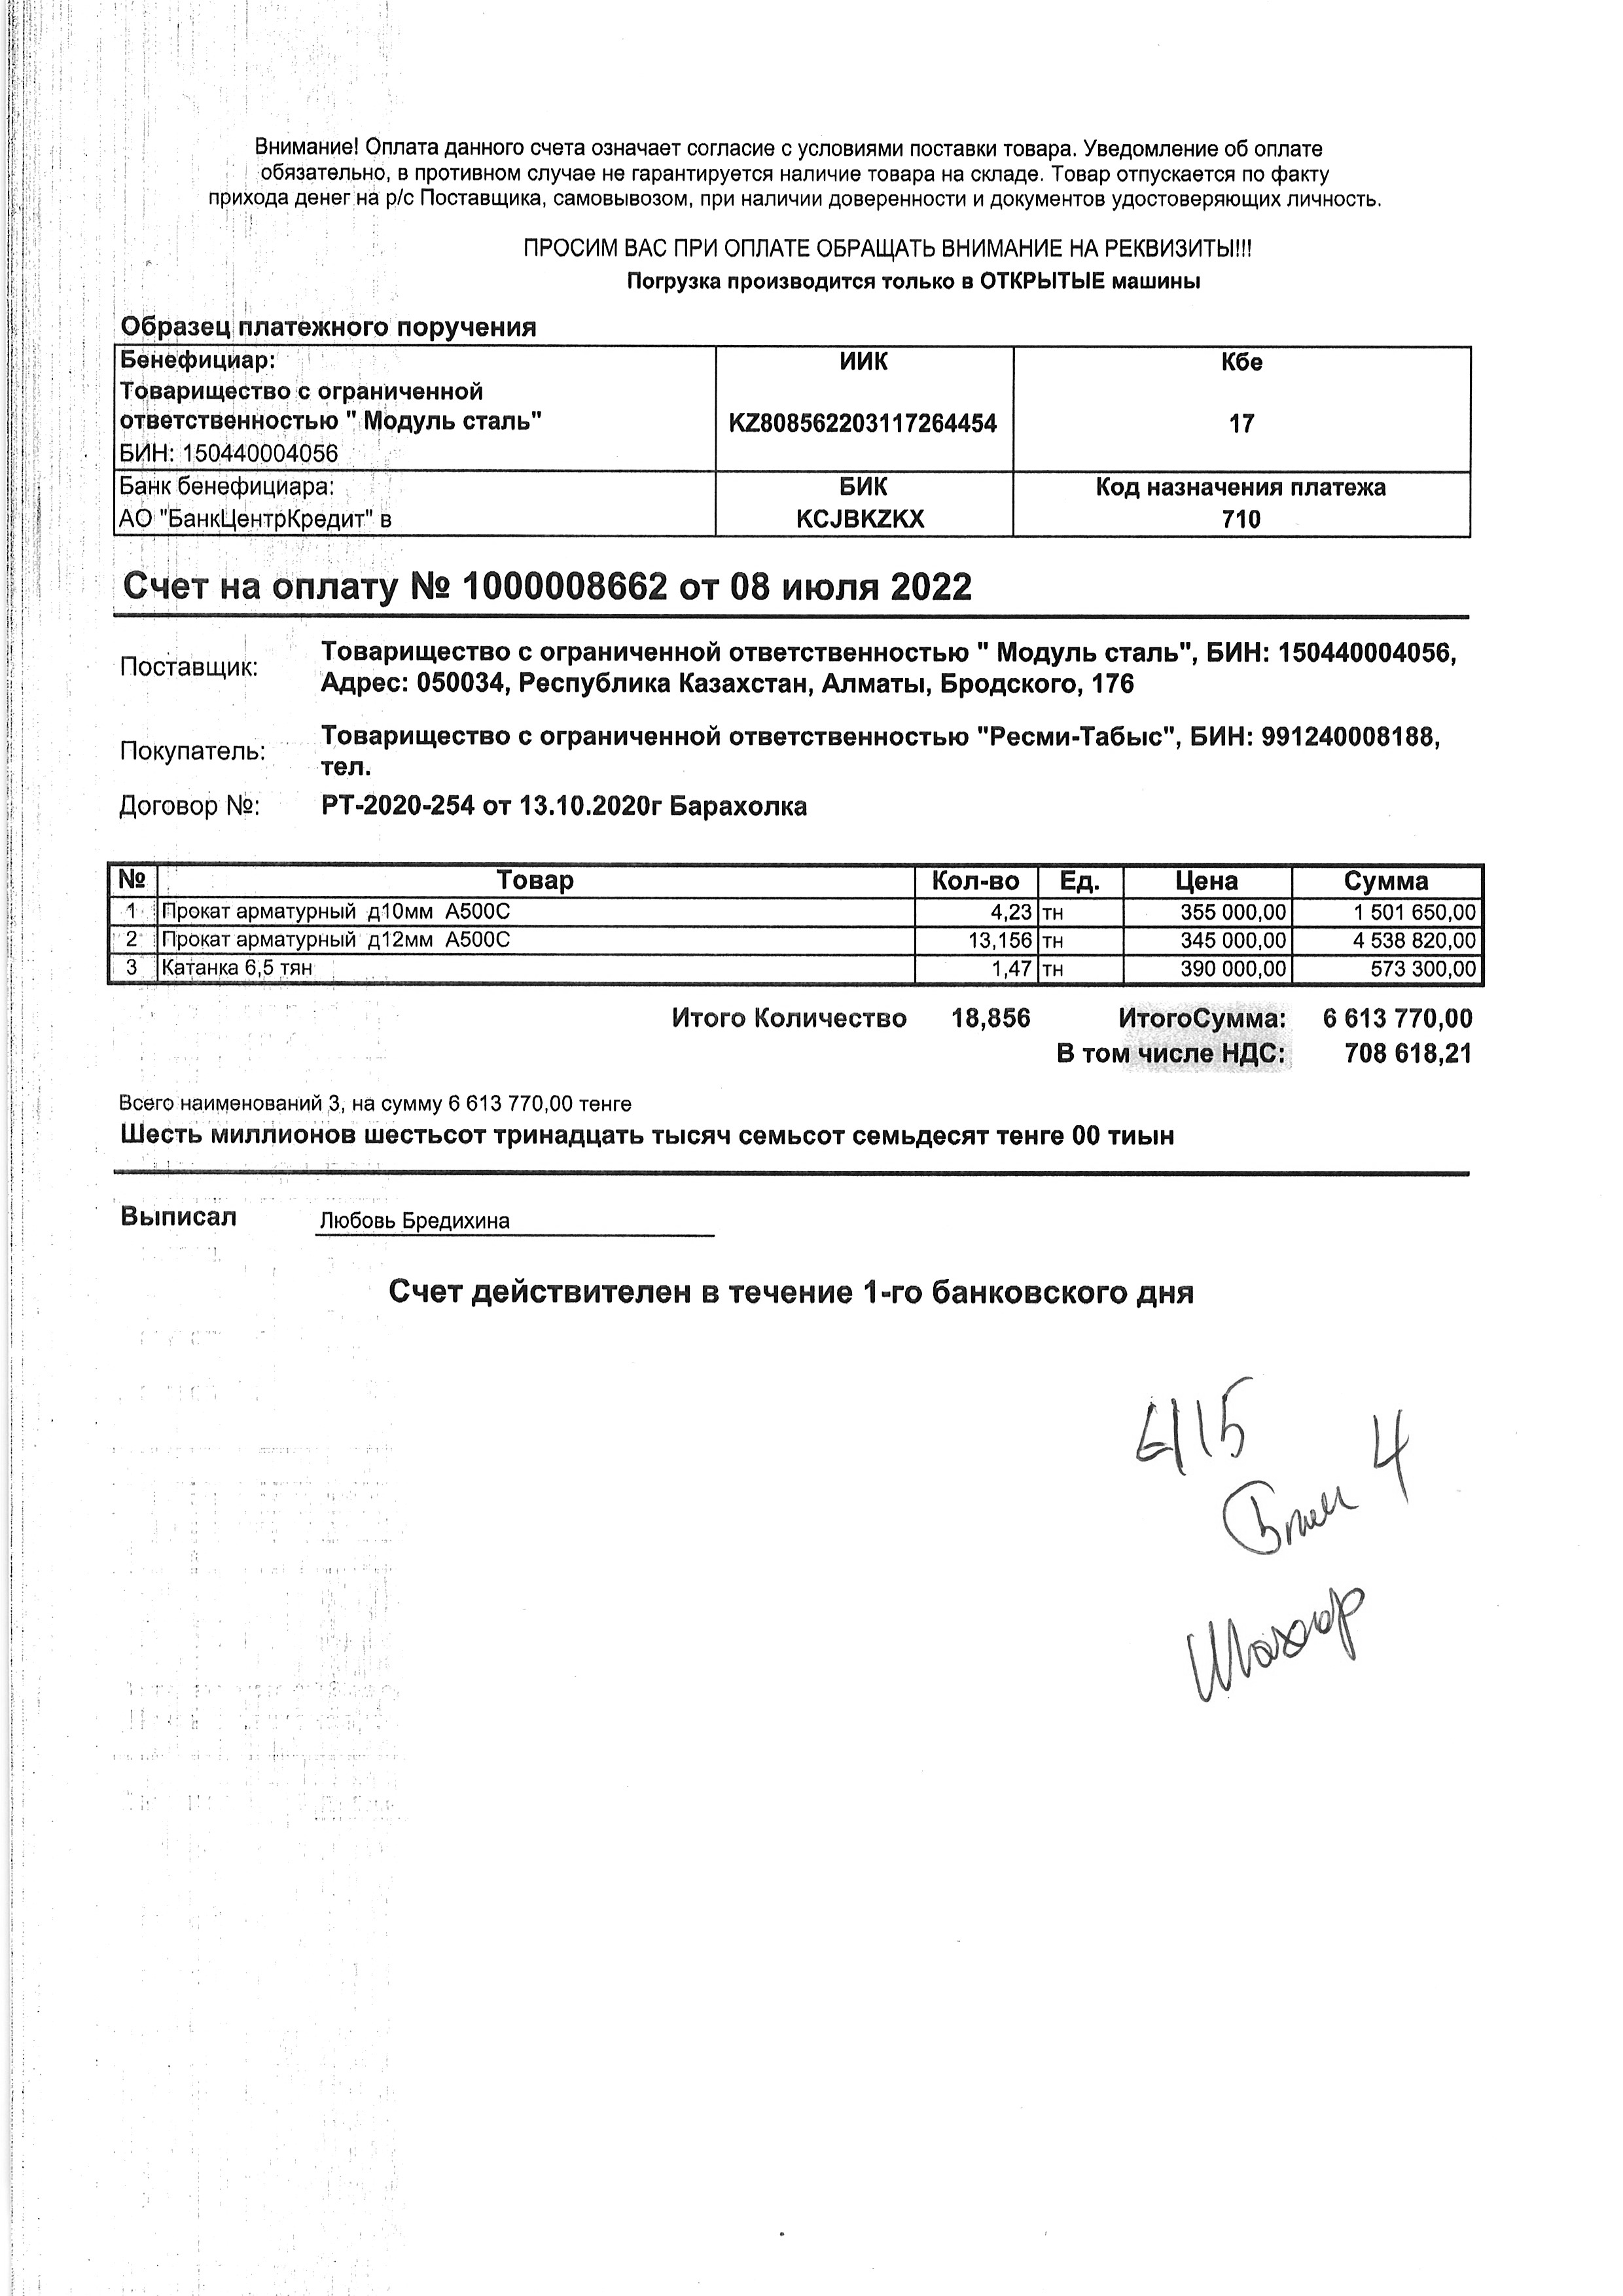 Внимание! Оплата данного счета означает согласие с условиями поставки товара. Уведомление об оплате
обязательно, в противном случае не гарантируется наличие товара на складе. Товар отпускается по факту
прихода денег на р/с Поставщика, самовывозом, при наличии доверенности и документов удостоверяющих личность.
ПРОСИМ ВАС ПРИ ОПЛАТЕ ОБРАЩАТЬ ВНИМАНИЕ НА РЕКВИЗИТЫ!!!
Погрузка производится только в ОТКРЫТЫЕ машины
Образец платежного поручения
Бенефициар: ИИК Кбе
Товарищество с ограниченной
ответственностью " Модуль сталь" KZ808562203117264454 17
БИН: 150440004056
Банк бенефициара: БИК Код назначения платежа
АО "БанкЦентрКредит" в KCJBKZKX 710
Счет на оплату № 1000008662 от 08 июля 2022
Поставщик: Товарищество с ограниченной ответственностью " Модуль сталь", БИН: 150440004056,
Адрес: 050034, Республика Казахстан, Алматы, Бродского, 176
Покупатель: Товарищество с ограниченной ответственностью "Ресми-Табыс", БИН: 991240008188,
тел.
Договор №: РТ-2020-254 от 13.10.2020г Барахолка
№ Товар Кол-во Ед. Цена Сумма
1 Прокат арматурный д10мм А500С 4,23 тн 355 000,00 1 501 650,00
2 Прокат арматурный д12мм А500С 13,156 тн 345 000,00 4 538 820,00
3 Катанка 6,5 тян 1,47 тн 390 000,00 573 300,00
Итого Количество 18,856 ИтогоСумма: 6 613 770,00
В том числе НДС: 708 618,21
Всего наименований 3, на сумму 6 613 770,00 тенге
Шесть миллионов шестьсот тринадцать тысяч семьсот семьдесят тенге 00 тиын
Выписал Любовь Бредихина
Счет действителен в течение 1-го банковского дня
4